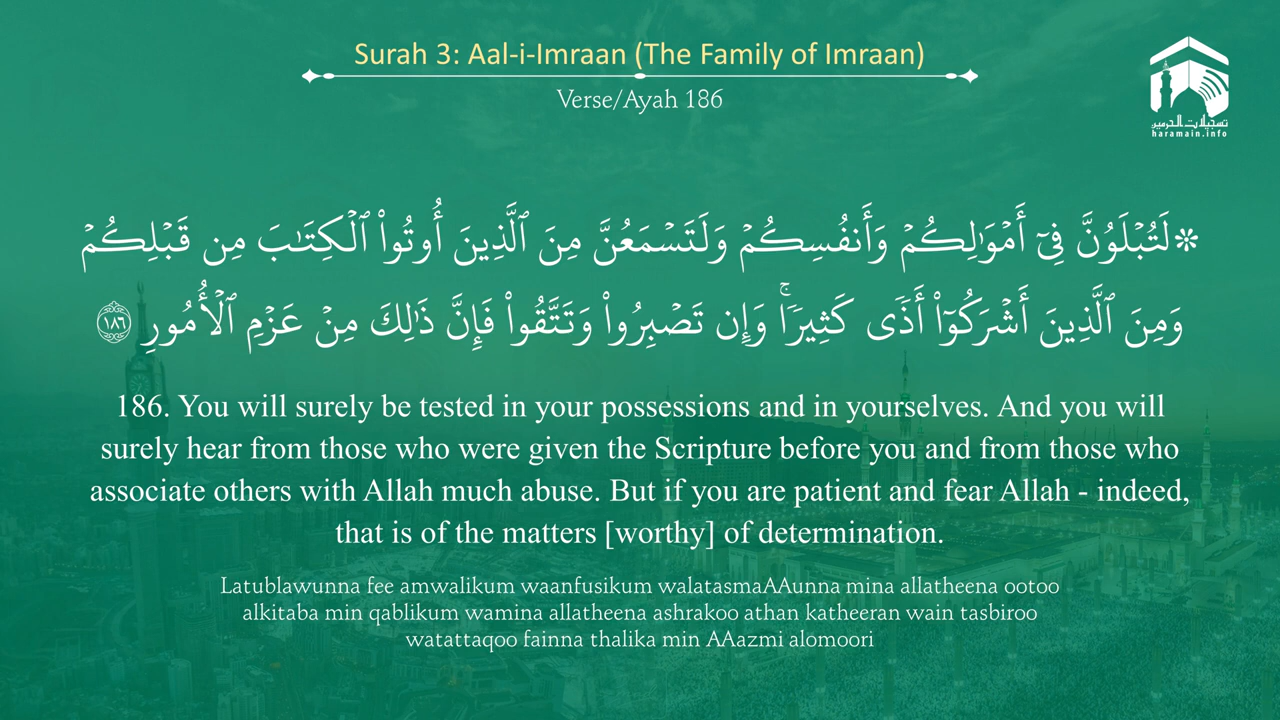 Surah 3: Aal-i-Imraan (The Family of Imraan)
Verse/Ayah 186
تسجيلات الحرمين
haramain.info
۞ لَتُبۡلَوُنَّ فِيٓ أَمۡوَٰلِكُمۡ وَأَنفُسِكُمۡ وَلَتَسۡمَعُنَّ مِنَ ٱلَّذِينَ أُوتُواْ ٱلۡكِتَٰبَ مِن قَبۡلِكُمۡ
وَمِنَ ٱلَّذِينَ أَشۡرَكُوٓاْ أَذٗى كَثِيرٗاۚ وَإِن تَصۡبِرُواْ وَتَتَّقُواْ فَإِنَّ ذَٰلِكَ مِنۡ عَزۡمِ ٱلۡأُمُورِ ١٨٦
186. You will surely be tested in your possessions and in yourselves. And you will
surely hear from those who were given the Scripture before you and from those who
associate others with Allah much abuse. But if you are patient and fear Allah - indeed,
that is of the matters [worthy] of determination.
Latublawunna fee amwalikum waanfusikum walatasmaAAunna mina allatheena ootoo
alkitaba min qablikum wamina allatheena ashrakoo athan katheeran wain tasbiroo
watattaqoo fainna thalika min AAazmi alomoori